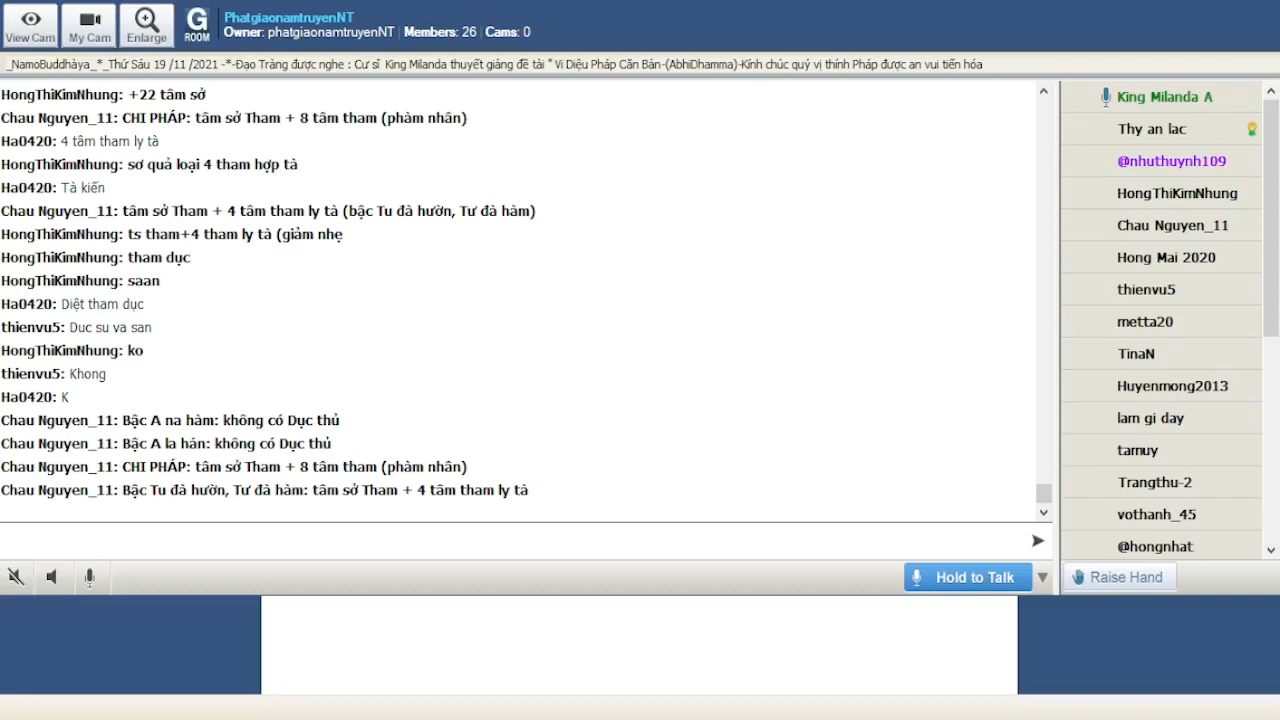 View Cam
My Cam
Enlarge
G
ROOM
PhatgiaonamtruyenNT
Owner: phatgiaonamtruyenNT | Members: 26 | Cams: 0
_NamoBuddhàya_*_Thứ Sáu 19 /11 /2021 -*-Đạo Tràng được nghe : Cư sĩ King Milanda thuyết giảng đề tài " Vi Diệu Pháp Căn Bản-(AbhiDhamma)-Kính chúc quý vị thính Pháp được an vui tiến hóa
HongThiKimNhung: +22 tâm sở
Chau Nguyen_11: CHI PHÁP: tâm sở Tham + 8 tâm tham (phàm nhân)
Ha0420: 4 tâm tham ly tà
HongThiKimNhung: sơ quả loại 4 tham hợp tà
Ha0420: Tà kiến
Chau Nguyen_11: tâm sở Tham + 4 tâm tham ly tà (bậc Tu đà hườn, Tư đà hàm)
HongThiKimNhung: ts tham+4 tham ly tà (giảm nhẹ
HongThiKimNhung: tham dục
HongThiKimNhung: saan
Ha0420: Diệt tham dục
thienvu5: Duc su va san
HongThiKimNhung: ko
thienvu5: Khong
Ha0420: K
Chau Nguyen_11: Bậc A na hàm: không có Dục thủ
Chau Nguyen_11: Bậc A la hán: không có Dục thủ
Chau Nguyen_11: CHI PHÁP: tâm sở Tham + 8 tâm tham (phàm nhân)
Chau Nguyen_11: Bậc Tu đà hườn, Tư đà hàm: tâm sở Tham + 4 tâm tham ly tà
King Milanda A
Thy an lac
@nhuthuynh109
HongThiKimNhung
Chau Nguyen_11
Hong Mai 2020
thienvu5
metta20
TinaN
Huyenmong2013
lam gi day
tamuy
Trangthu-2
vothanh_45
@hongnhat
Hold to Talk
Raise Hand